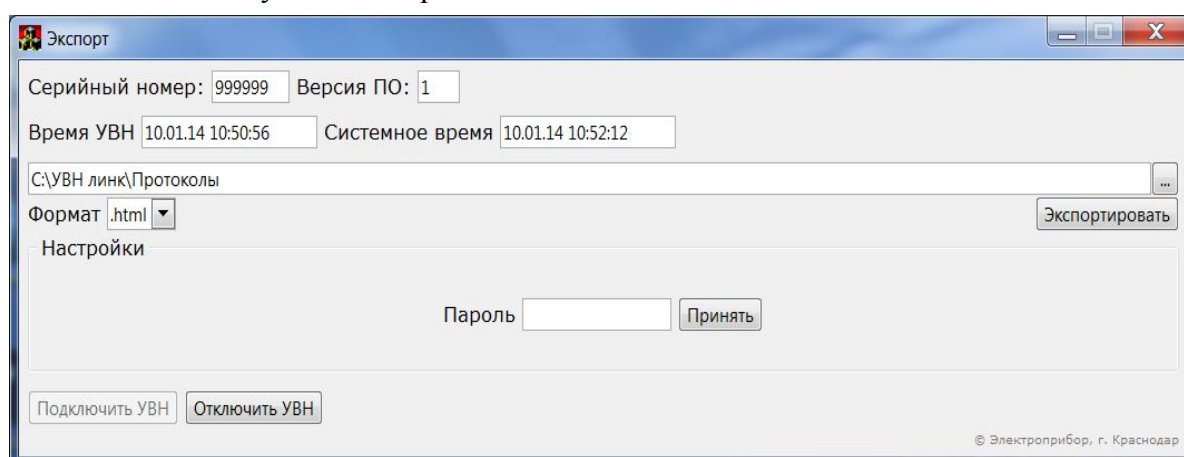 Экспорт
Серийный номер: 999999 Версия ПО: 1
Время УВН 10.01.14 10:50:56 Системное время 10.01.14 10:52:12
C:\УВН линк\Протоколы ...
Формат .html Экспортировать
Настройки
Пароль Принять
Подключить УВН Отключить УВН
© Электроприбор, г. Краснодар